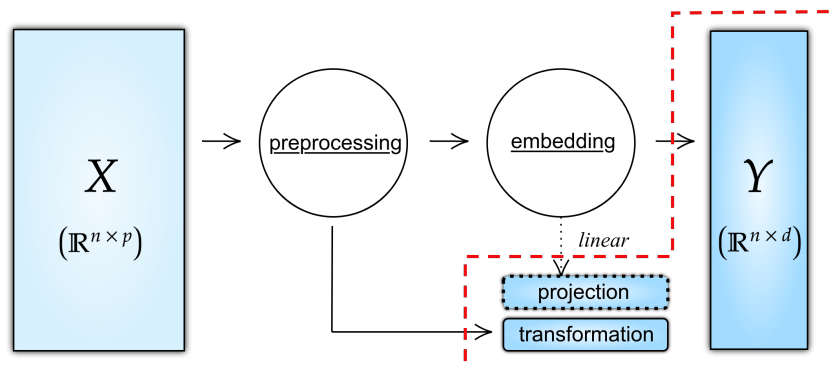 X
(ℝ^{n × p})
preprocessing
embedding
linear
projection
transformation
Y
(ℝ^{n × d})